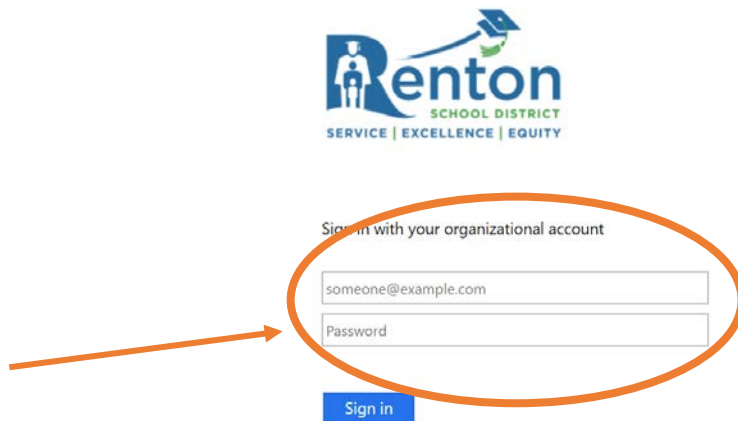 Renton
SCHOOL DISTRICT
SERVICE | EXCELLENCE | EQUITY
Sign in with your organizational account
someone@example.com
Password
Sign in